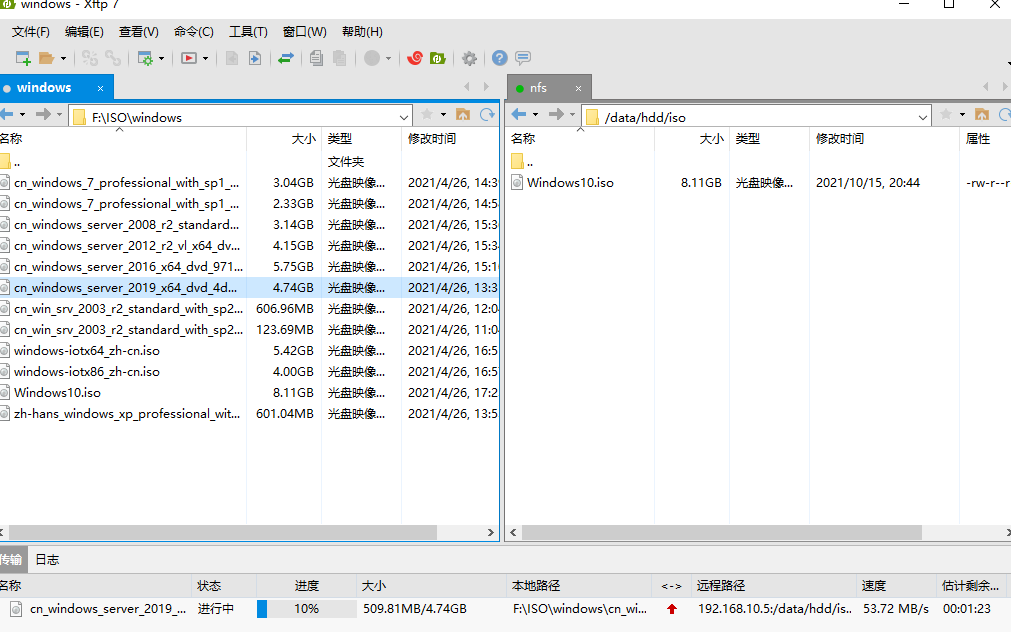 windows - Xftp 7
文件(F) 编辑(E) 查看(V) 命令(C) 工具(T) 窗口(W) 帮助(H)
windows × nfs ×
F:\ISO\windows /data/hdd/iso
名称 大小 类型 修改时间 名称 大小 类型 修改时间 属性
.. 文件夹 ..
cn_windows_7_professional_with_sp1_... 3.04GB 光盘映像... 2021/4/26, 14:3 Windows10.iso 8.11GB 光盘映像... 2021/10/15, 20:44 -rw-r--r
cn_windows_7_professional_with_sp1_... 2.33GB 光盘映像... 2021/4/26, 14:5
cn_windows_server_2008_r2_standard... 3.14GB 光盘映像... 2021/4/26, 15:3
cn_windows_server_2012_r2_vl_x64_dv... 4.15GB 光盘映像... 2021/4/26, 15:3
cn_windows_server_2016_x64_dvd_971... 5.75GB 光盘映像... 2021/4/26, 15:1
cn_windows_server_2019_x64_dvd_4d... 4.74GB 光盘映像... 2021/4/26, 13:3
cn_win_srv_2003_r2_standard_with_sp2... 606.96MB 光盘映像... 2021/4/26, 12:0
cn_win_srv_2003_r2_standard_with_sp2... 123.69MB 光盘映像... 2021/4/26, 11:0
windows-iotx64_zh-cn.iso 5.42GB 光盘映像... 2021/4/26, 16:5
windows-iotx86_zh-cn.iso 4.00GB 光盘映像... 2021/4/26, 16:5
Windows10.iso 8.11GB 光盘映像... 2021/4/26, 17:2
zh-hans_windows_xp_professional_wit... 601.04MB 光盘映像... 2021/4/26, 13:5
传输 日志
名称 状态 进度 大小 本地路径 <-> 远程路径 速度 估计剩余...
cn_windows_server_2019_... 进行中 10% 509.81MB/4.74GB F:\ISO\windows\cn_wi... 192.168.10.5:/data/hdd/is.. 53.72 MB/s 00:01:23